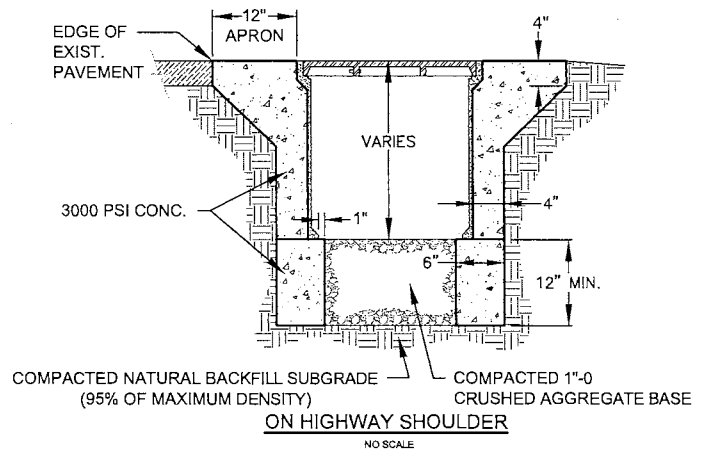 12"
APRON
4"
EDGE OF
EXIST.
PAVEMENT
VARIES
3000 PSI CONC.
1"
4"
6"
12" MIN.
COMPACTED NATURAL BACKFILL SUBGRADE
(95% OF MAXIMUM DENSITY)
COMPACTED 1"-0
CRUSHED AGGREGATE BASE
ON HIGHWAY SHOULDER
NO SCALE